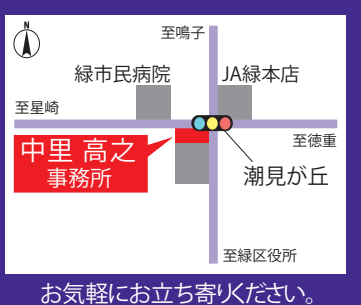 N
至鳴子
緑市民病院
JA緑本店
至星崎
至徳重
中里 高之
事務所
潮見が丘
至緑区役所
お気軽にお立ち寄りください。